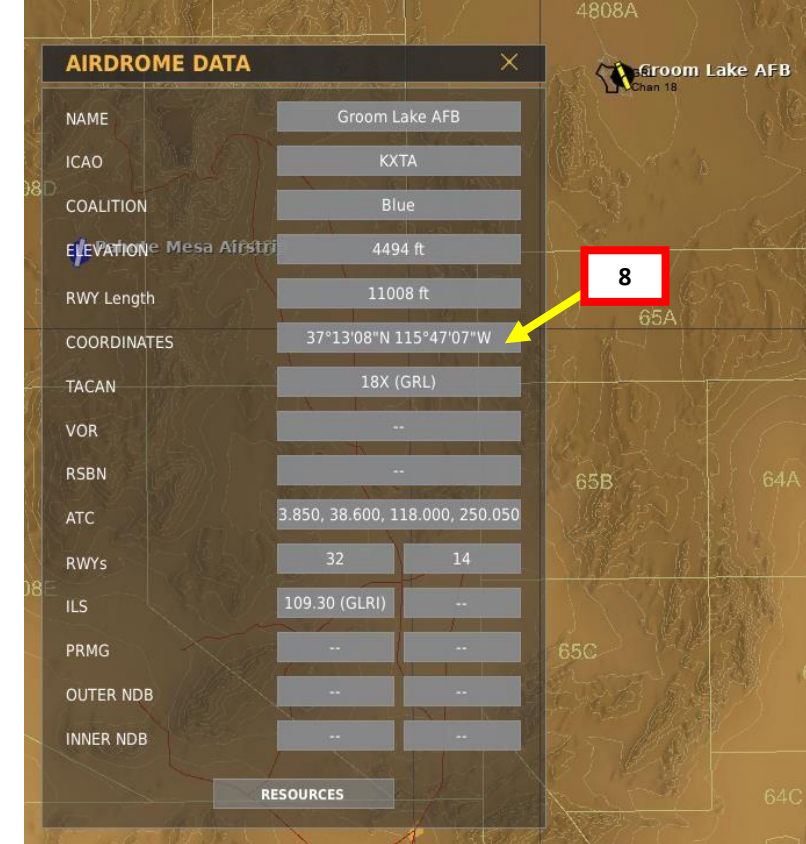 4808A
AIRDROME DATA
Groom Lake AFB
Chan 18
NAME Groom Lake AFB
ICAO KXTA
COALITION Blue
Mesa Airstri
ELEVATION 4494 ft
8
RWY Length 11008 ft
65A
COORDINATES 37°13'08"N 115°47'07"W
TACAN 18X (GRL)
VOR --
RSBN --
65B 64A
ATC 3.850, 38.600, 118.000, 250.050
RWYs 32 14
ILS 109.30 (GLRI) --
PRMG -- --
65C
OUTER NDB -- --
INNER NDB -- --
RESOURCES
64C